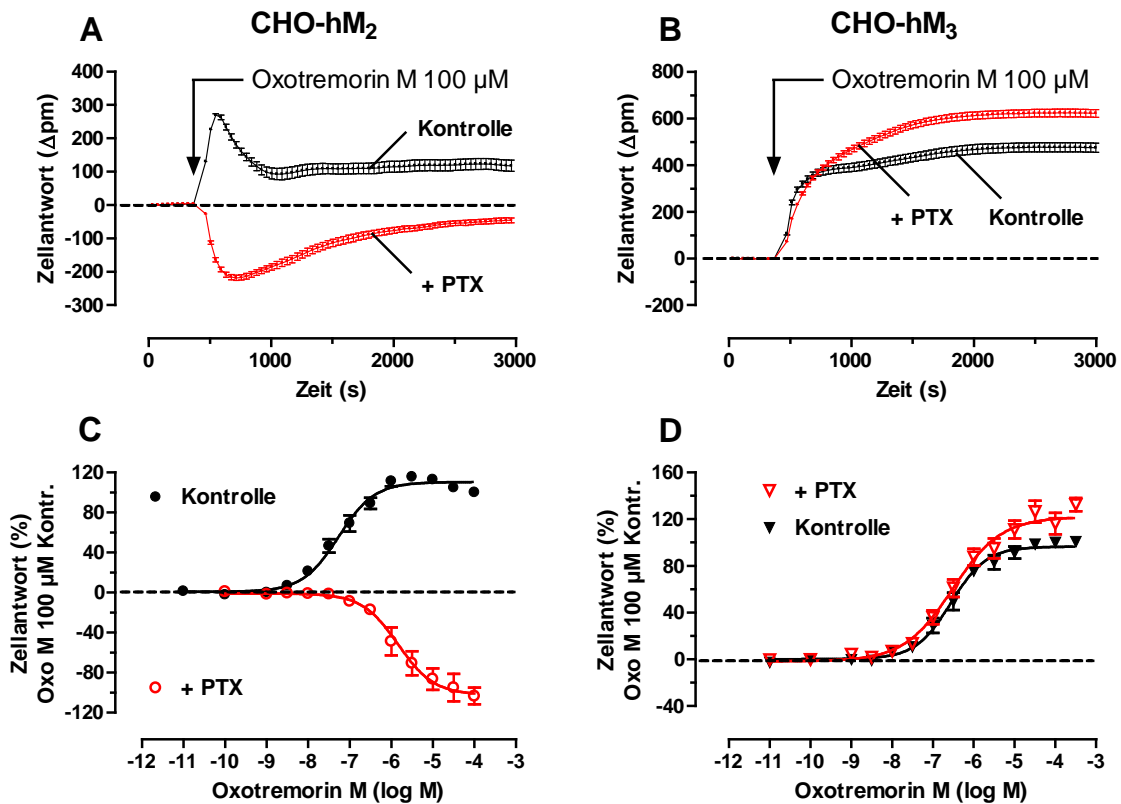 A
CHO-hM2
Oxotremorin M 100 µM
Kontrolle
+ PTX
400
300
200
100
0
-100
-200
-300
Zellantwort (Δpm)
0
1000
2000
3000
Zeit (s)
B
CHO-hM3
Oxotremorin M 100 µM
+ PTX
Kontrolle
800
600
400
200
0
-200
Zellantwort (Δpm)
0
1000
2000
3000
Zeit (s)
C
Kontrolle
+ PTX
120
80
40
0
-40
-80
-120
Zellantwort (%)
Oxo M 100 µM Kontr.
-12 -11 -10 -9 -8 -7 -6 -5 -4 -3
Oxotremorin M (log M)
D
+ PTX
Kontrolle
160
120
80
40
0
-40
Zellantwort (%)
Oxo M 100 µM Kontr.
-12 -11 -10 -9 -8 -7 -6 -5 -4 -3
Oxotremorin M (log M)